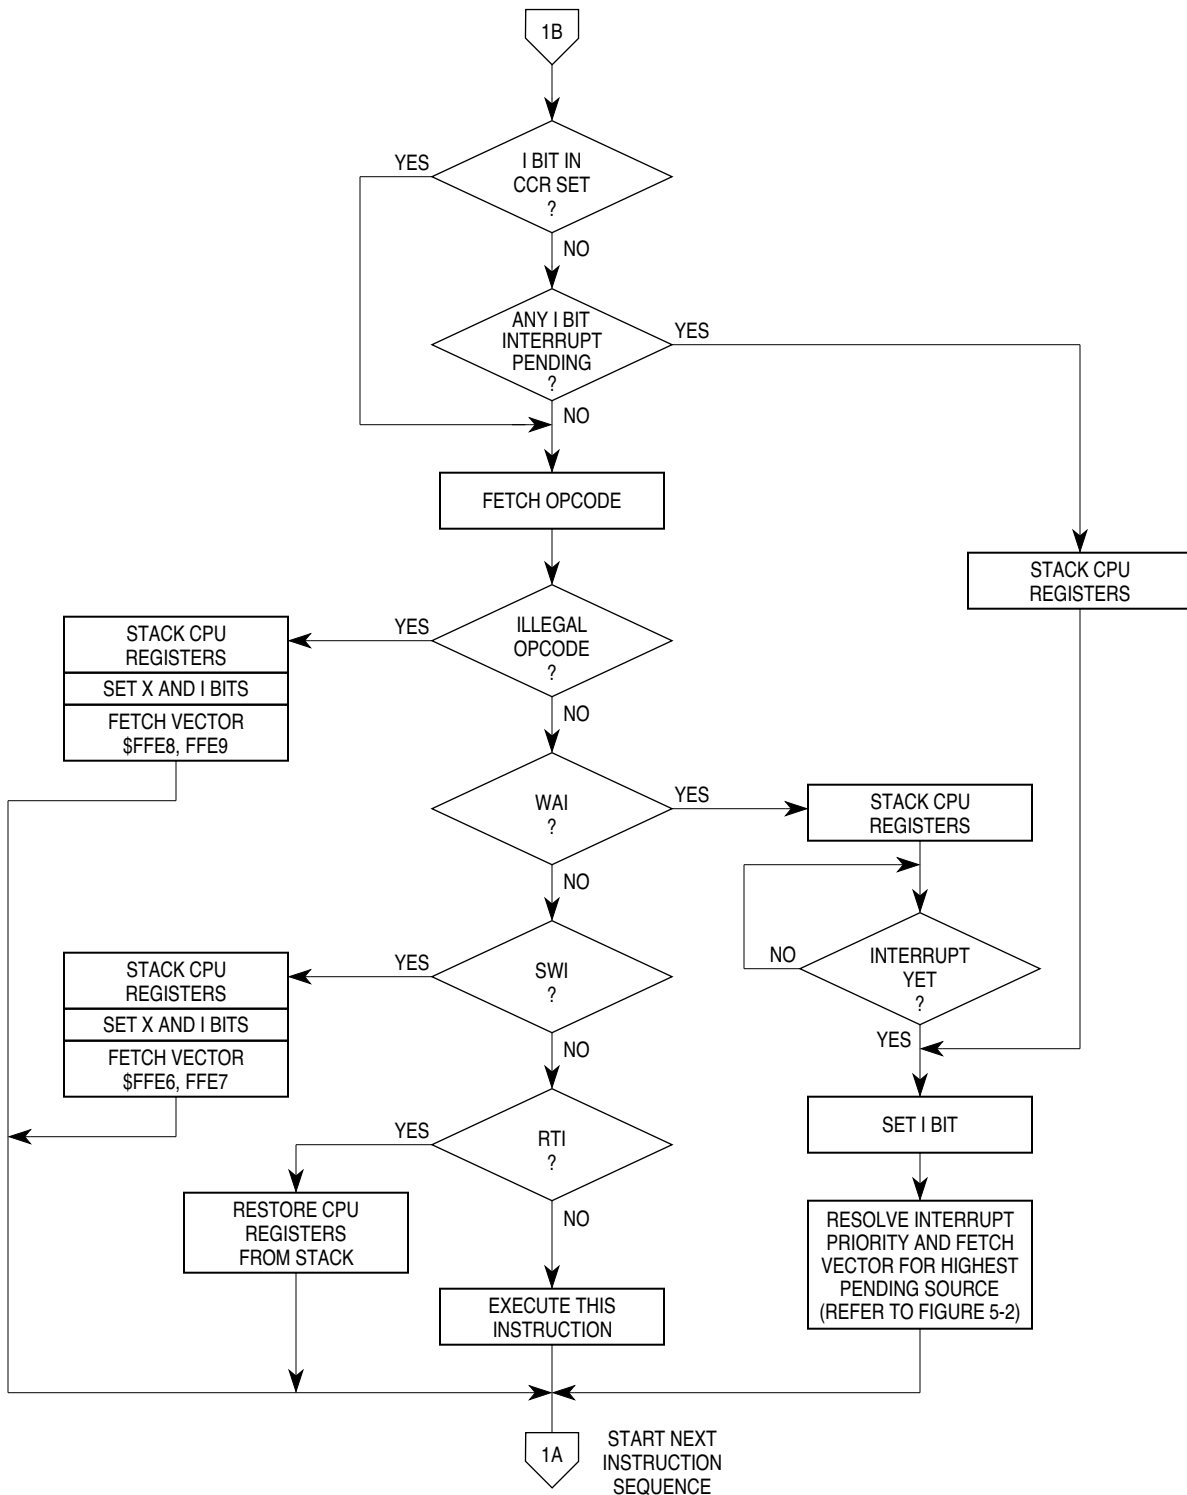 1B
YES
I BIT IN
CCR SET
?
NO
ANY I BIT
INTERRUPT
PENDING
?
YES
NO
FETCH OPCODE
STACK CPU
REGISTERS
YES
ILLEGAL
OPCODE
?
STACK CPU
REGISTERS
SET X AND I BITS
FETCH VECTOR
$FFE8, FFE9
NO
WAI
?
YES
STACK CPU
REGISTERS
NO
INTERRUPT
YET
?
NO
YES
SWI
?
YES
STACK CPU
REGISTERS
SET X AND I BITS
FETCH VECTOR
$FFE6, FFE7
NO
SET I BIT
RTI
?
YES
RESTORE CPU
REGISTERS
FROM STACK
NO
RESOLVE INTERRUPT
PRIORITY AND FETCH
VECTOR FOR HIGHEST
PENDING SOURCE
(REFER TO FIGURE 5-2)
EXECUTE THIS
INSTRUCTION
1A
START NEXT
INSTRUCTION
SEQUENCE